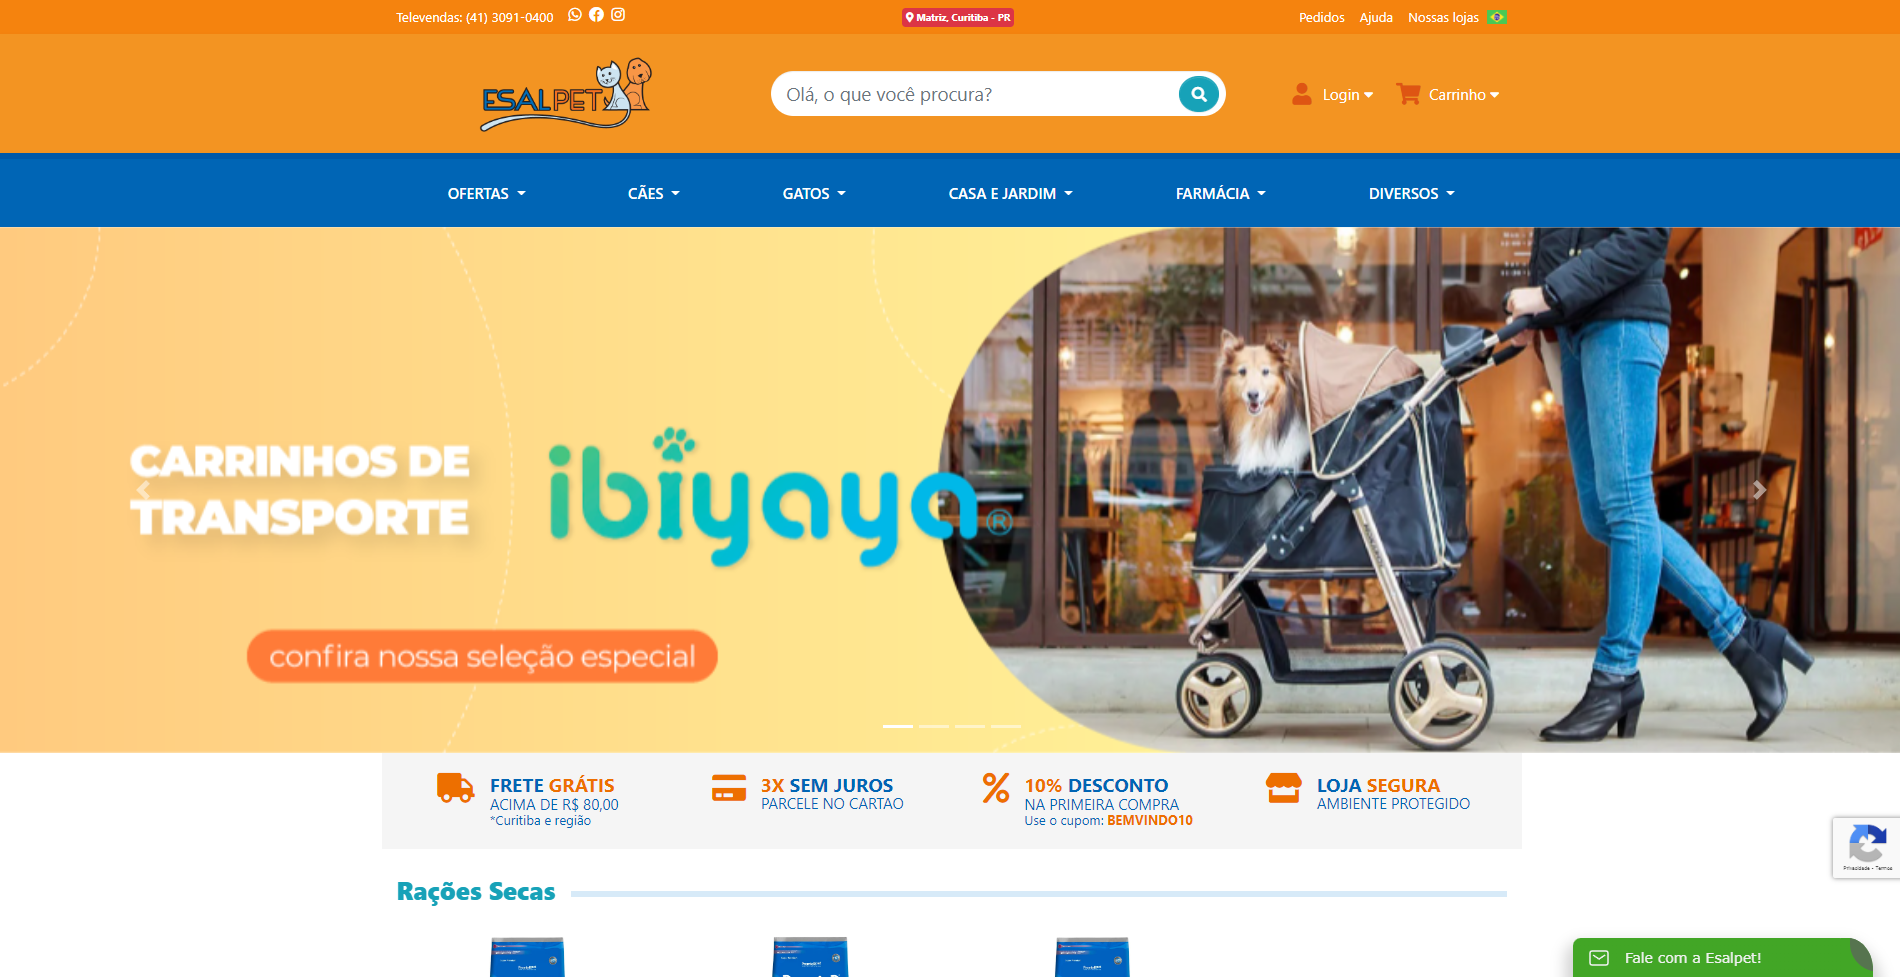 Televendas: (41) 3091-0400
Matriz, Curitiba - PR
Pedidos Ajuda Nossas lojas
ESALPET
Olá, o que você procura?
Login
Carrinho
OFERTAS
CÃES
GATOS
CASA E JARDIM
FARMÁCIA
DIVERSOS
CARRINHOS DE
TRANSPORTE
ibiyaya®
confira nossa seleção especial
FRETE GRÁTIS
ACIMA DE R$ 80,00
*Curitiba e região
3X SEM JUROS
PARCELE NO CARTAO
10% DESCONTO
NA PRIMEIRA COMPRA
Use o cupom: BEMVINDO10
LOJA SEGURA
AMBIENTE PROTEGIDO
Privacidade - Termos
Rações Secas
Fale com a Esalpet!